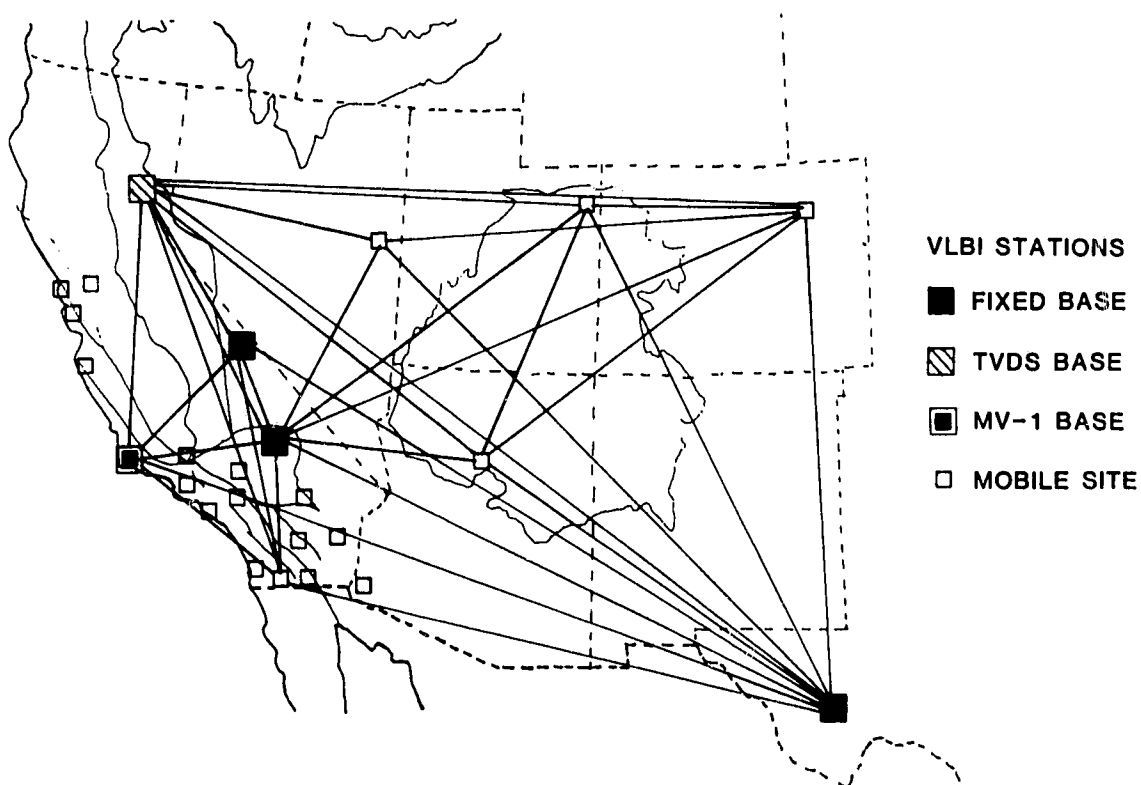 VLBI STATIONS
FIXED BASE
TVDS BASE
MV-1 BASE
MOBILE SITE